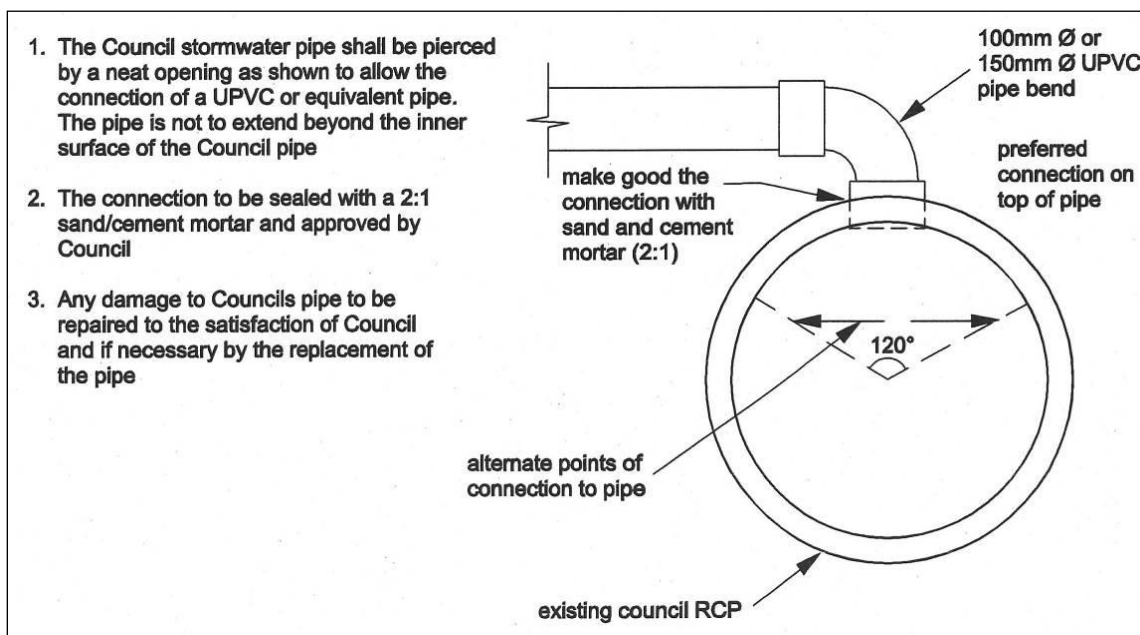 1. The Council stormwater pipe shall be pierced
by a neat opening as shown to allow the
connection of a UPVC or equivalent pipe.
The pipe is not to extend beyond the inner
surface of the Council pipe
2. The connection to be sealed with a 2:1
sand/cement mortar and approved by
Council
3. Any damage to Councils pipe to be
repaired to the satisfaction of Council
and if necessary by the replacement of
the pipe
100mm Ø or
150mm Ø UPVC
pipe bend
preferred
connection on
top of pipe
make good the
connection with
sand and cement
mortar (2:1)
120°
alternate points of
connection to pipe
existing council RCP